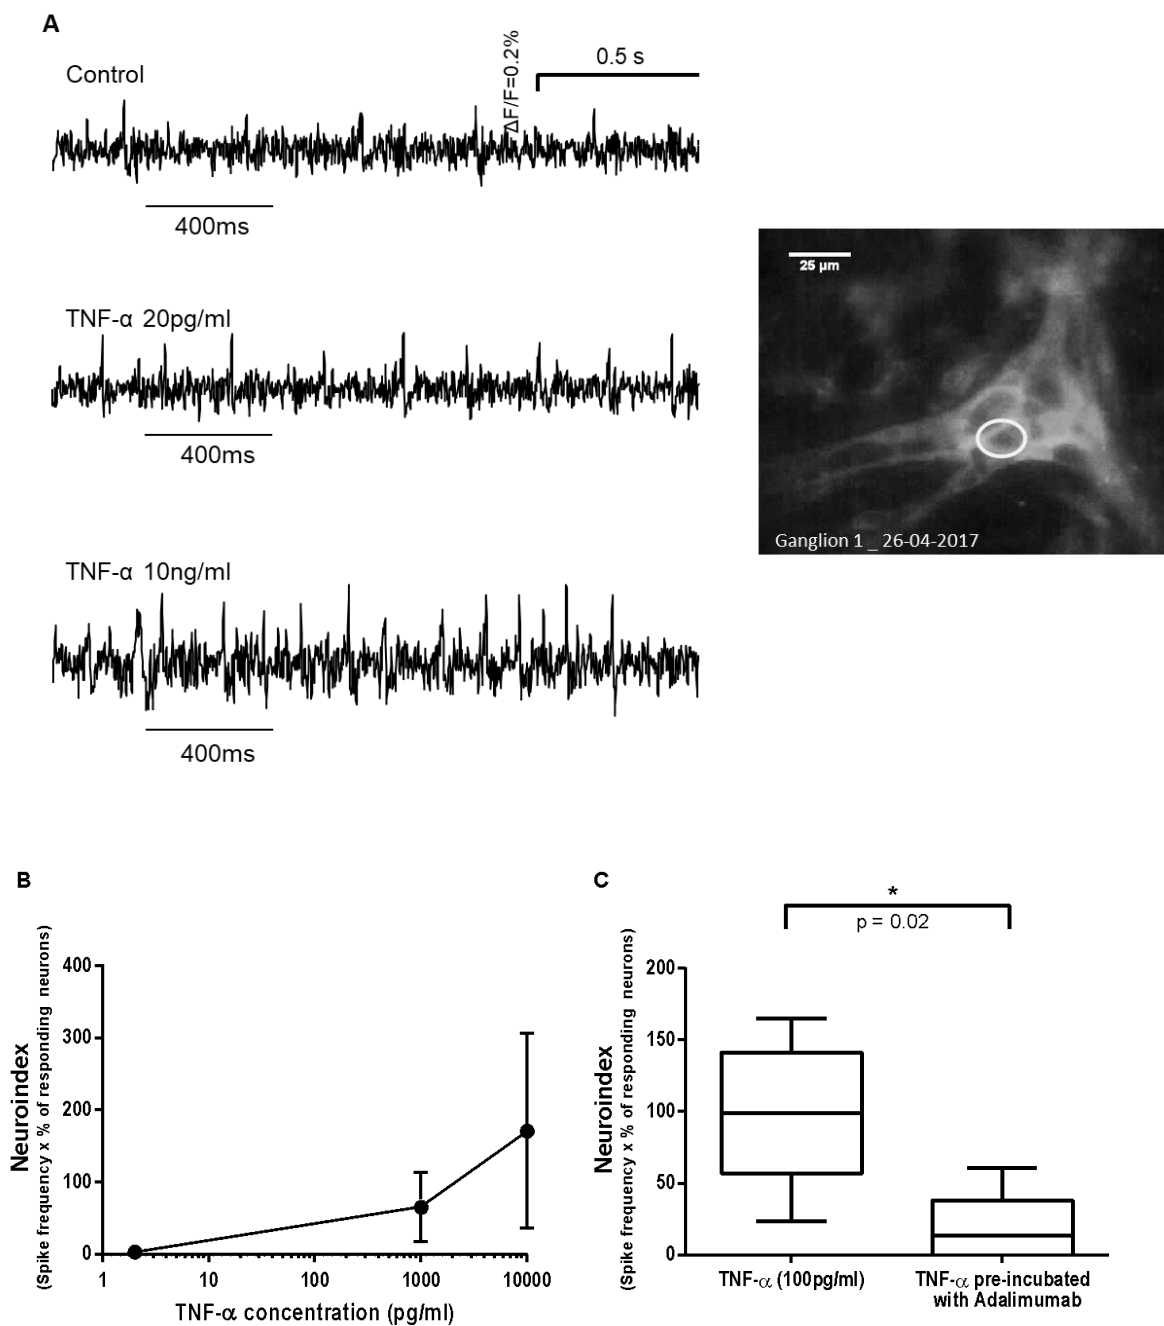 A
Control
ΔF/F=0.2%
0.5 s
400ms
TNF-α 20pg/ml
400ms
25 µm
Ganglion 1 _ 26-04-2017
TNF-α 10ng/ml
400ms
B
Neuroindex
(Spike frequency x % of responding neurons)
400
300
200
100
0
1
10
100
1000
10000
TNF-α concentration (pg/ml)
C
*
p = 0.02
Neuroindex
(Spike frequency x % of responding neurons)
200
150
100
50
0
TNF-α (100pg/ml)
TNF-α pre-incubated
with Adalimumab